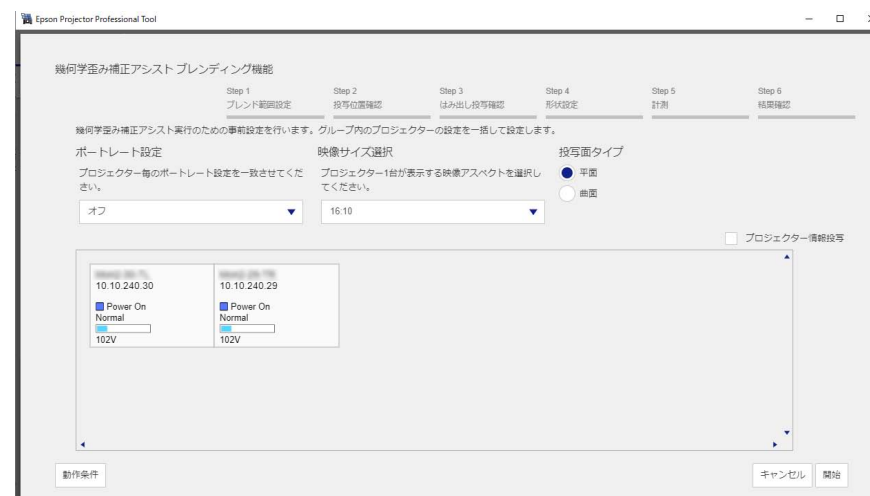 Epson Projector Professional Tool
幾何学歪み補正アシスト ブレンディング機能
Step 1
ブレンド範囲設定
Step 2
投写位置確認
Step 3
はみ出し投写確認
Step 4
形状設定
Step 5
計測
Step 6
結果確認
幾何学歪み補正アシスト実行のための事前設定を行います。グループ内のプロジェクターの設定を一括して設定します。
ポートレート設定
プロジェクター毎のポートレート設定を一致させてくだ
さい。
オフ
映像サイズ選択
プロジェクター1台が表示する映像アスペクトを選択し
てください。
16:10
投写面タイプ
平面
曲面
プロジェクター情報投写
10.10.240.30
Power On
Normal
102V
10.10.240.29
Power On
Normal
102V
動作条件
キャンセル
開始